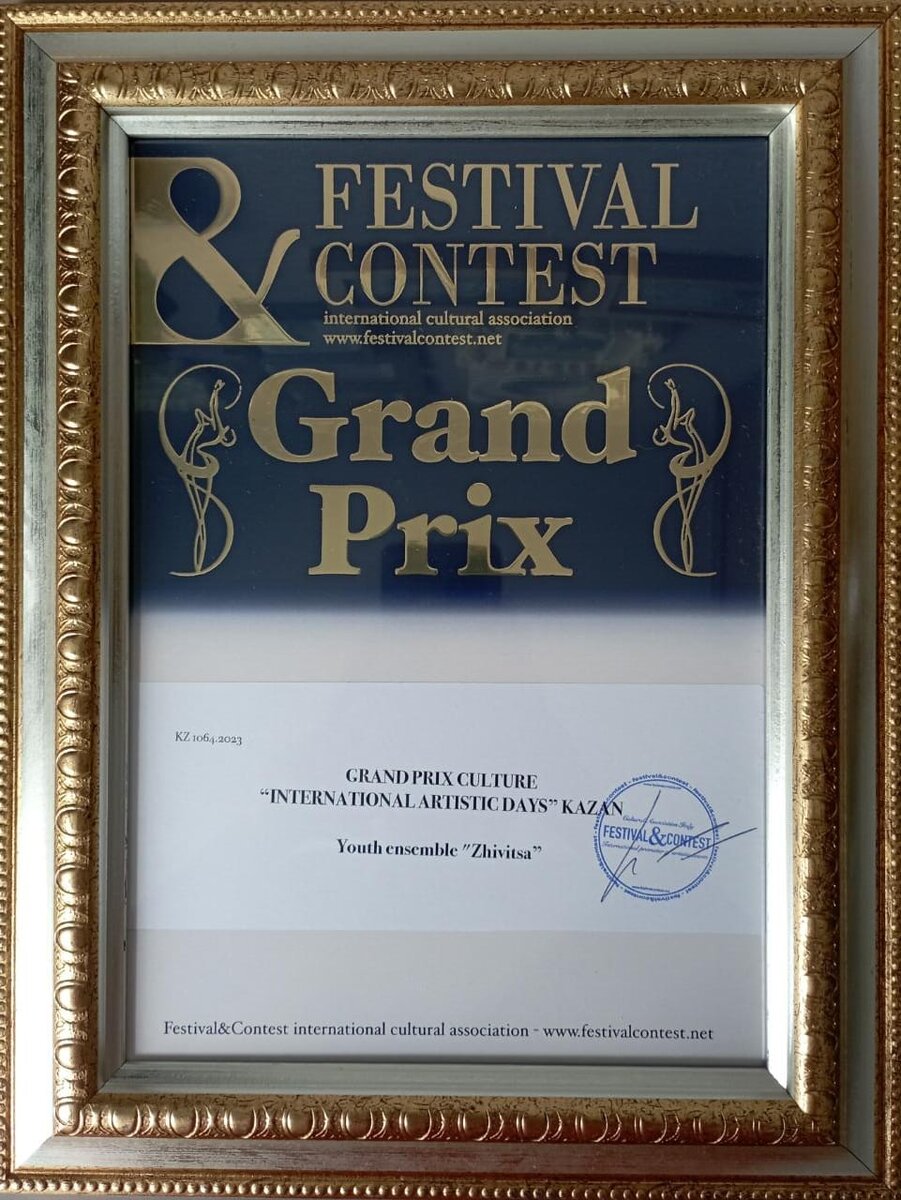 &
FESTIVAL
CONTEST
international cultural association
www.festivalcontest.net
Grand
Prix
KZ 1064.2023
GRAND PRIX CULTURE
“INTERNATIONAL ARTISTIC DAYS” KAZAN
Youth ensemble "Zhivitsa”
FESTIVAL&CONTEST
Festival&Contest international cultural association - www.festivalcontest.net